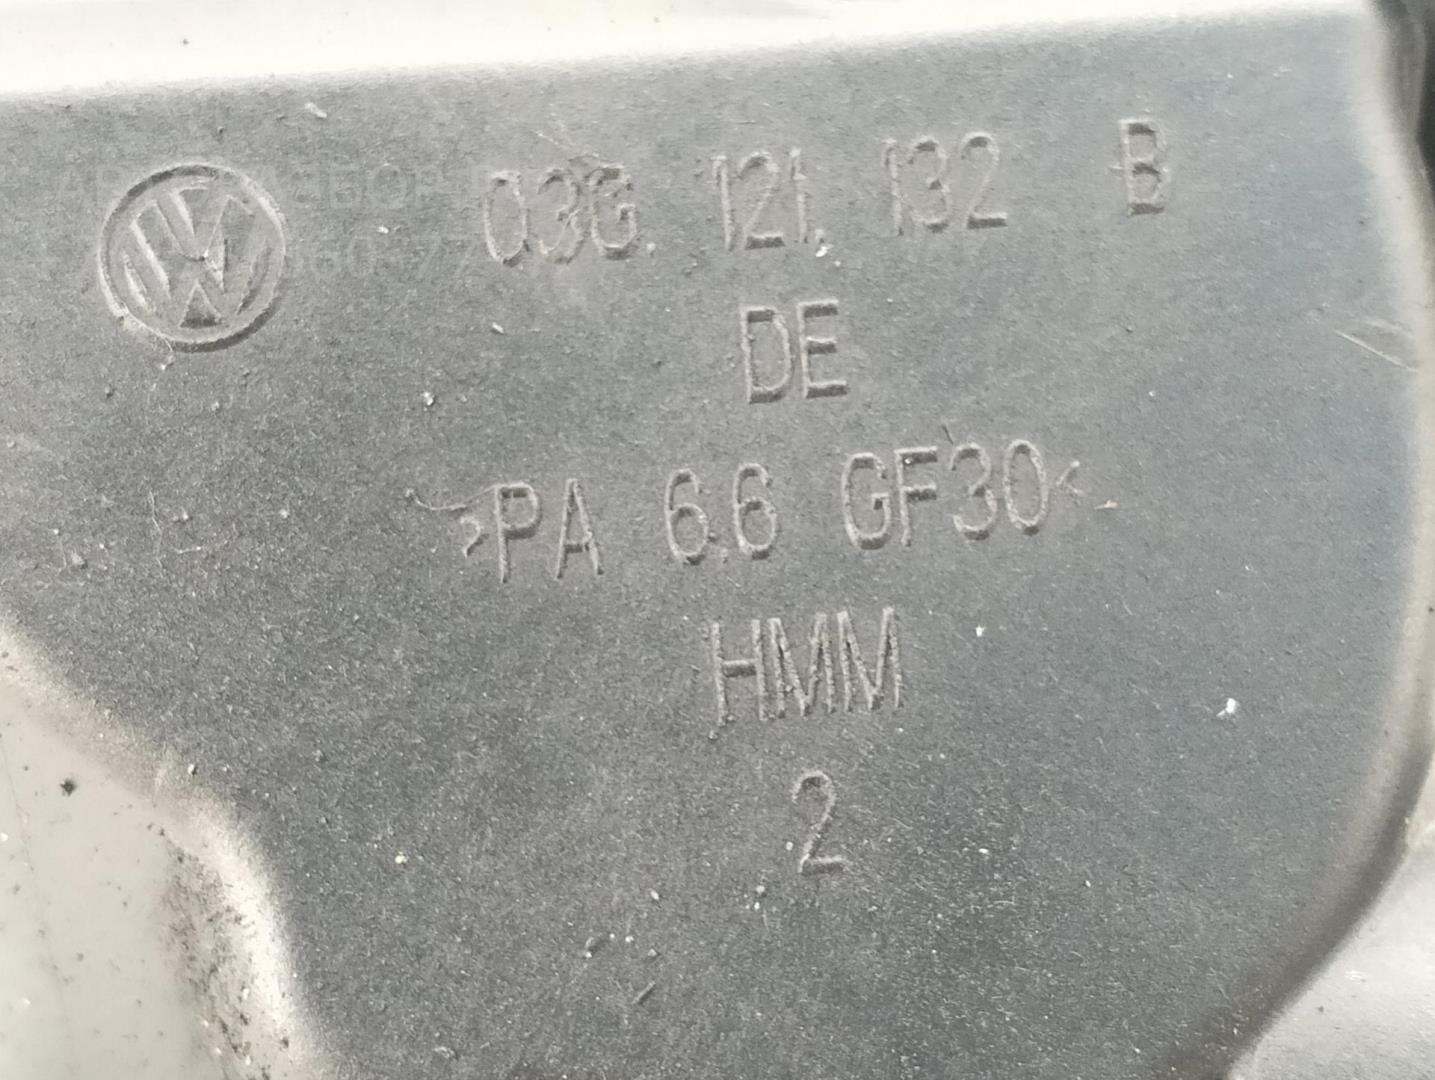 03G. 121. 132 B
DE
>PA 6.6 GF30<
HMM
2